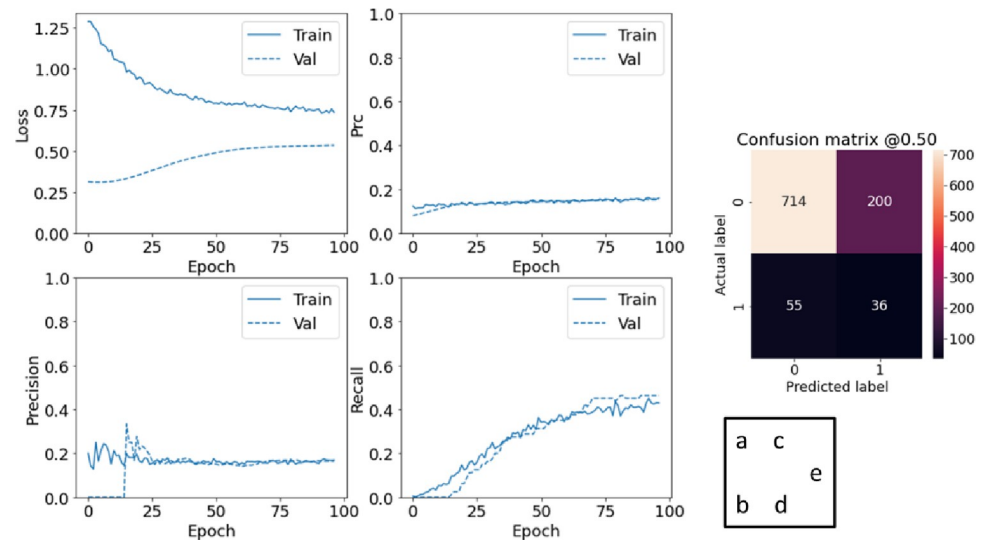 1.25
1.00
0.75
0.50
0.25
0.00
Loss
0
25
50
75
100
Epoch
Train
Val
1.0
0.8
0.6
0.4
0.2
0.0
Prc
0
25
50
75
100
Epoch
Train
Val
1.0
0.8
0.6
0.4
0.2
0.0
Precision
0
25
50
75
100
Epoch
Train
Val
1.0
0.8
0.6
0.4
0.2
0.0
Recall
0
25
50
75
100
Epoch
Train
Val
Confusion matrix @0.50
Actual label
0
714
200
1
55
36
0
1
Predicted label
700
600
500
400
300
200
100
a c
e
b d